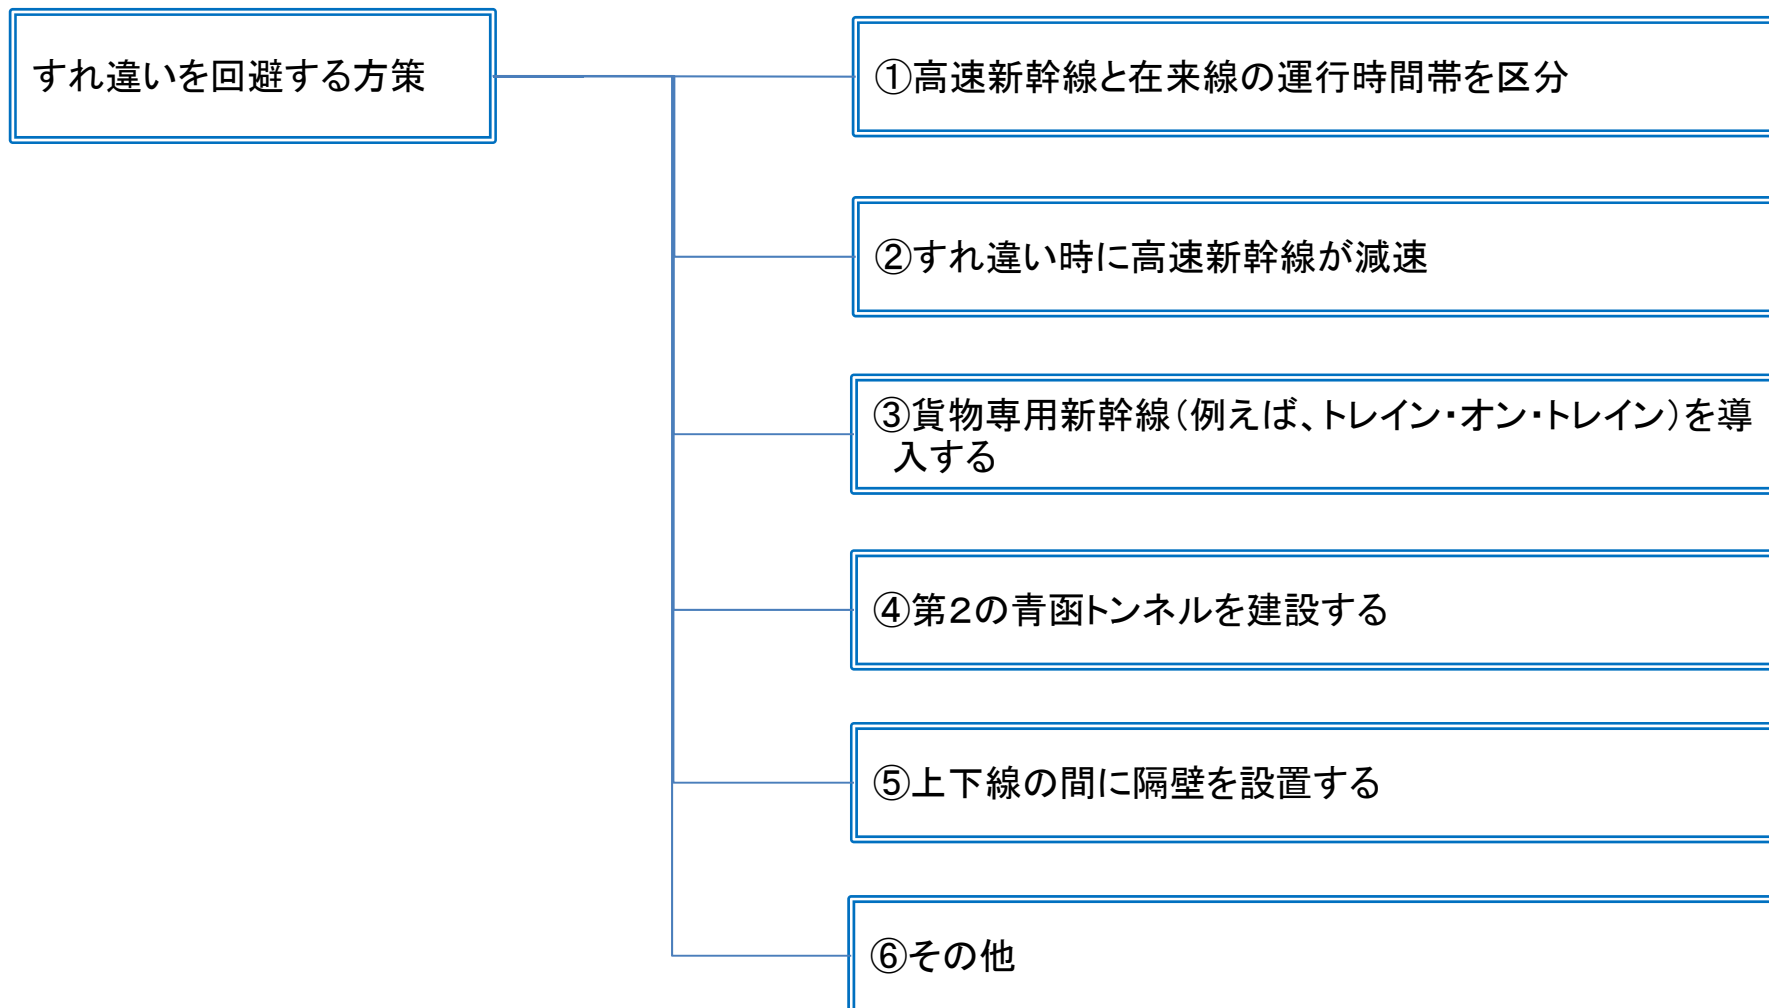 すれ違いを回避する方策
①高速新幹線と在来線の運行時間帯を区分
②すれ違い時に高速新幹線が減速
③貨物専用新幹線（例えば、トレイン・オン・トレイン）を導
入する
④第２の青函トンネルを建設する
⑤上下線の間に隔壁を設置する
⑥その他